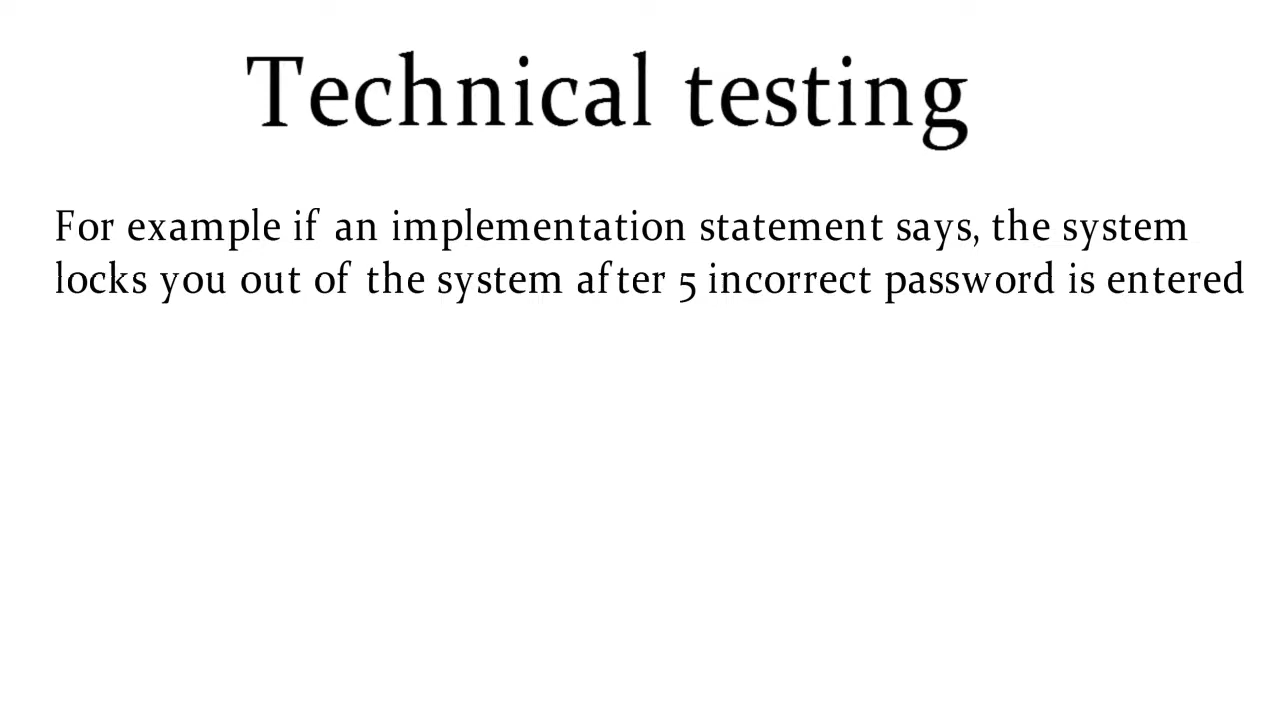 Technical testing
For example if an implementation statement says, the system
locks you out of the system after 5 incorrect password is entered